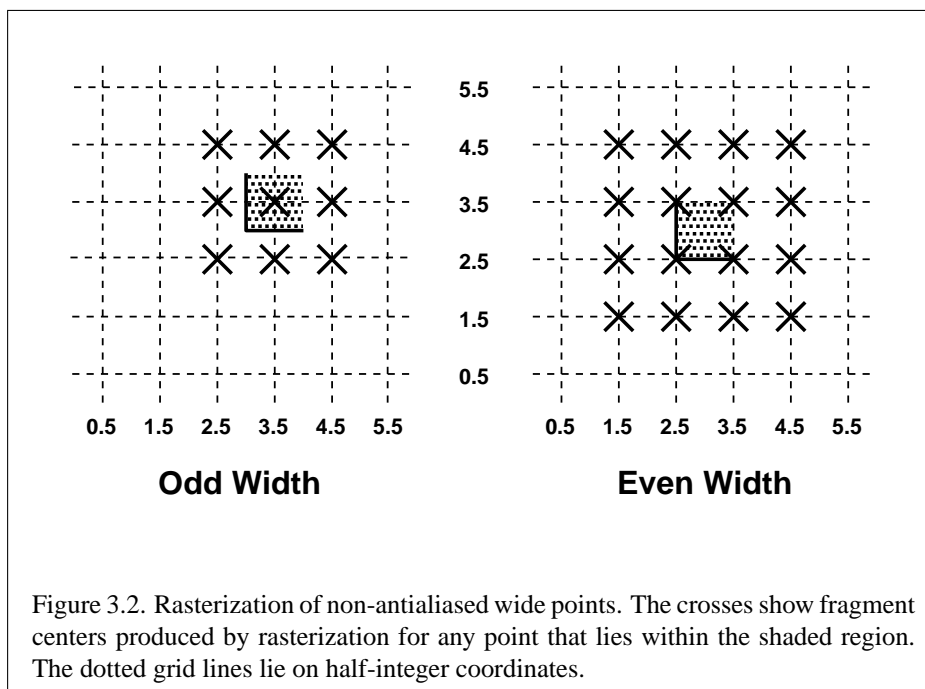 5.5
4.5
3.5
2.5
1.5
0.5
0.5 1.5 2.5 3.5 4.5 5.5
0.5 1.5 2.5 3.5 4.5 5.5
Odd Width
Even Width
Figure 3.2. Rasterization of non-antialiased wide points. The crosses show fragment
centers produced by rasterization for any point that lies within the shaded region.
The dotted grid lines lie on half-integer coordinates.